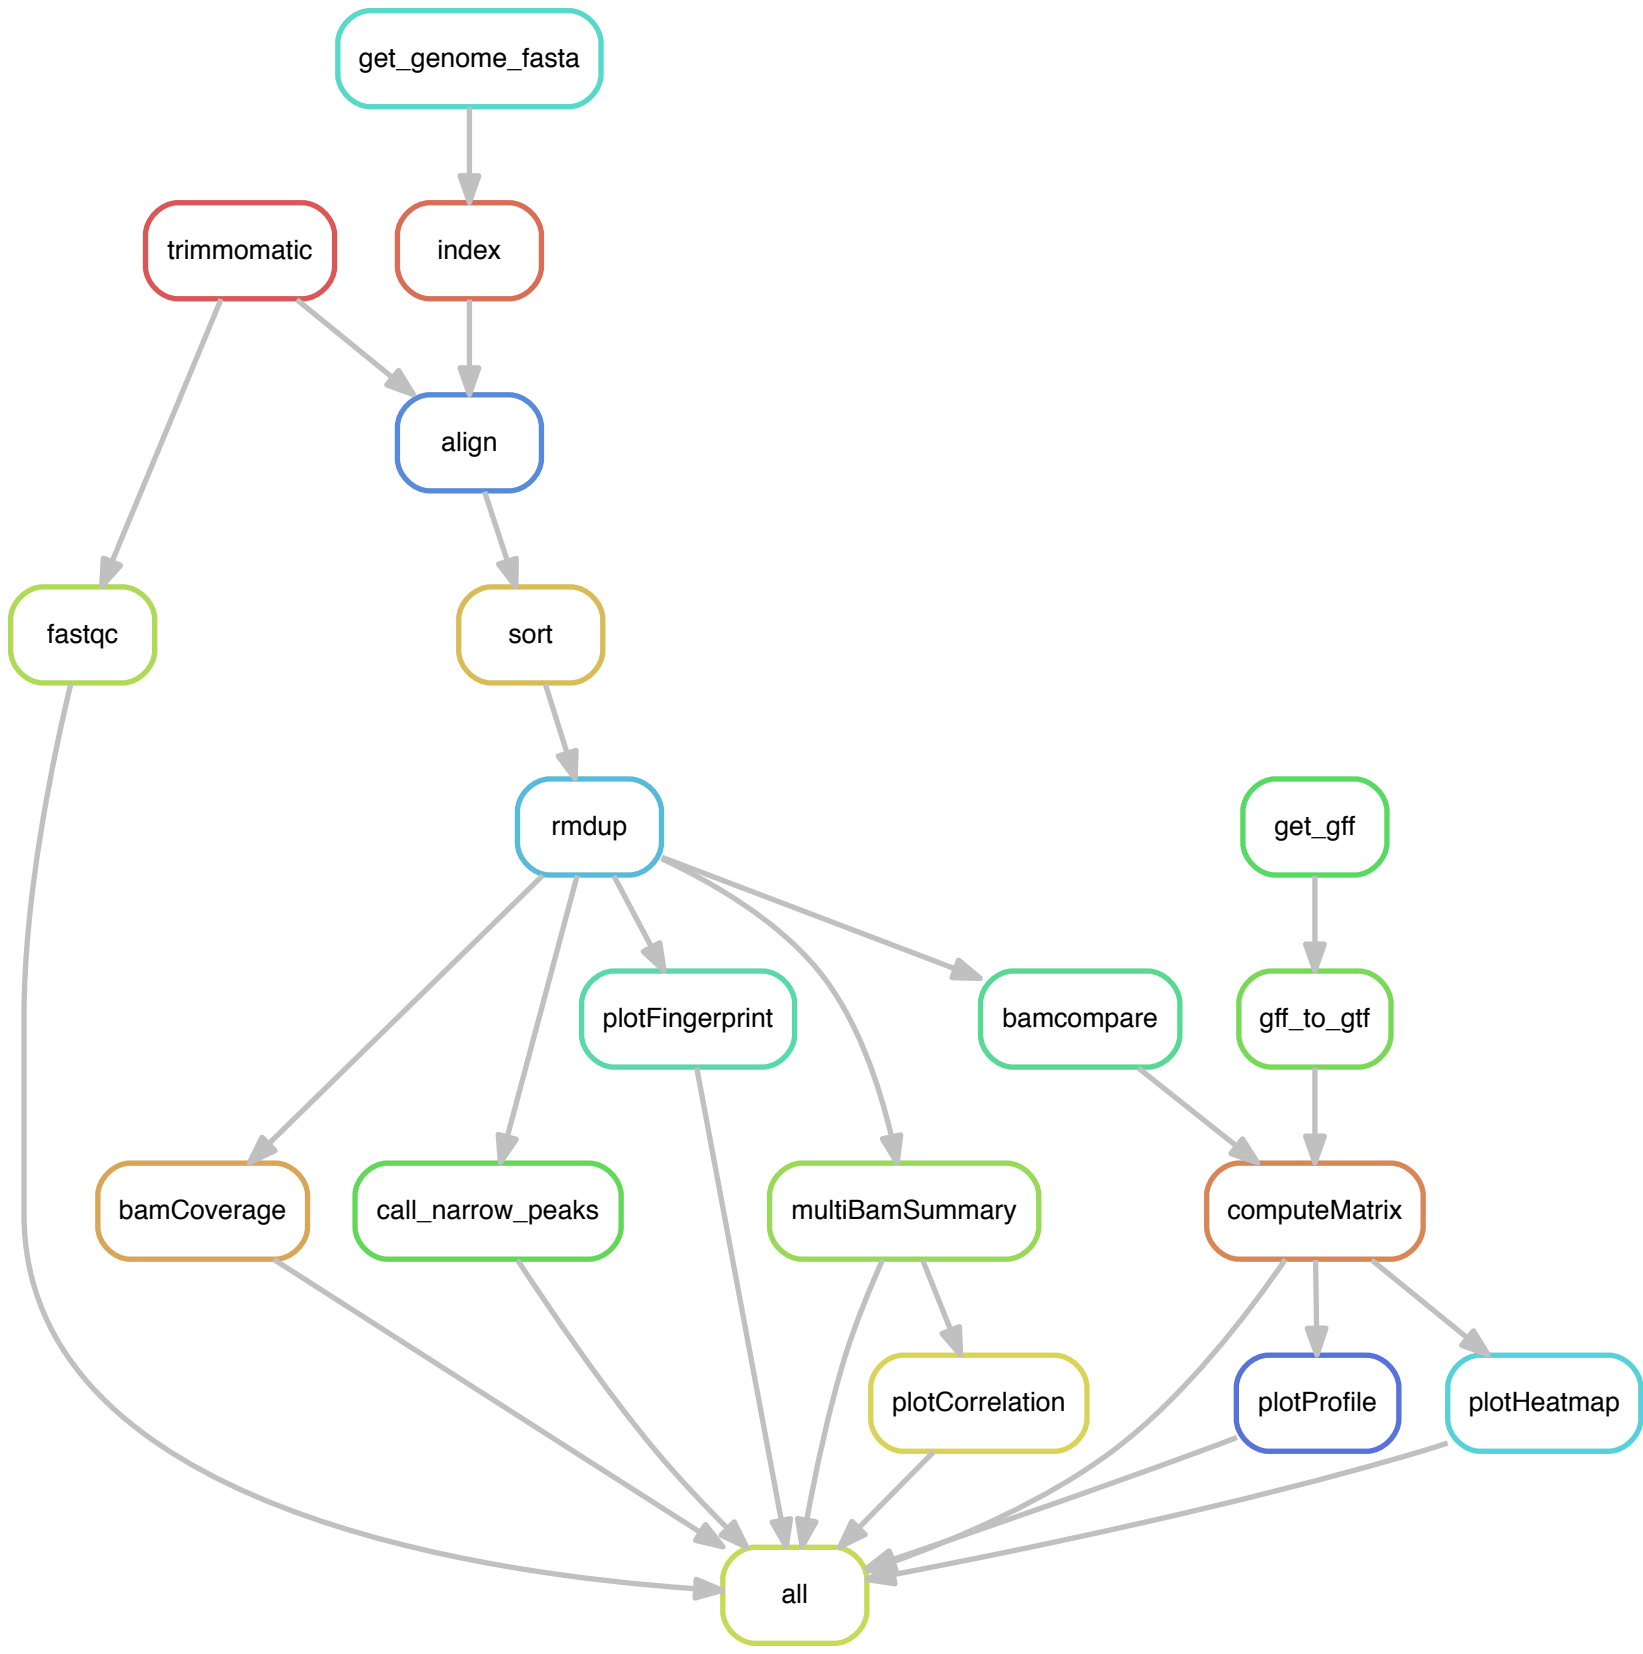 get_genome_fasta
trimmomatic
index
align
fastqc
sort
rmdup
get_gff
plotFingerprint
bamcompare
gff_to_gtf
bamCoverage
call_narrow_peaks
multiBamSummary
computeMatrix
plotCorrelation
plotProfile
plotHeatmap
all